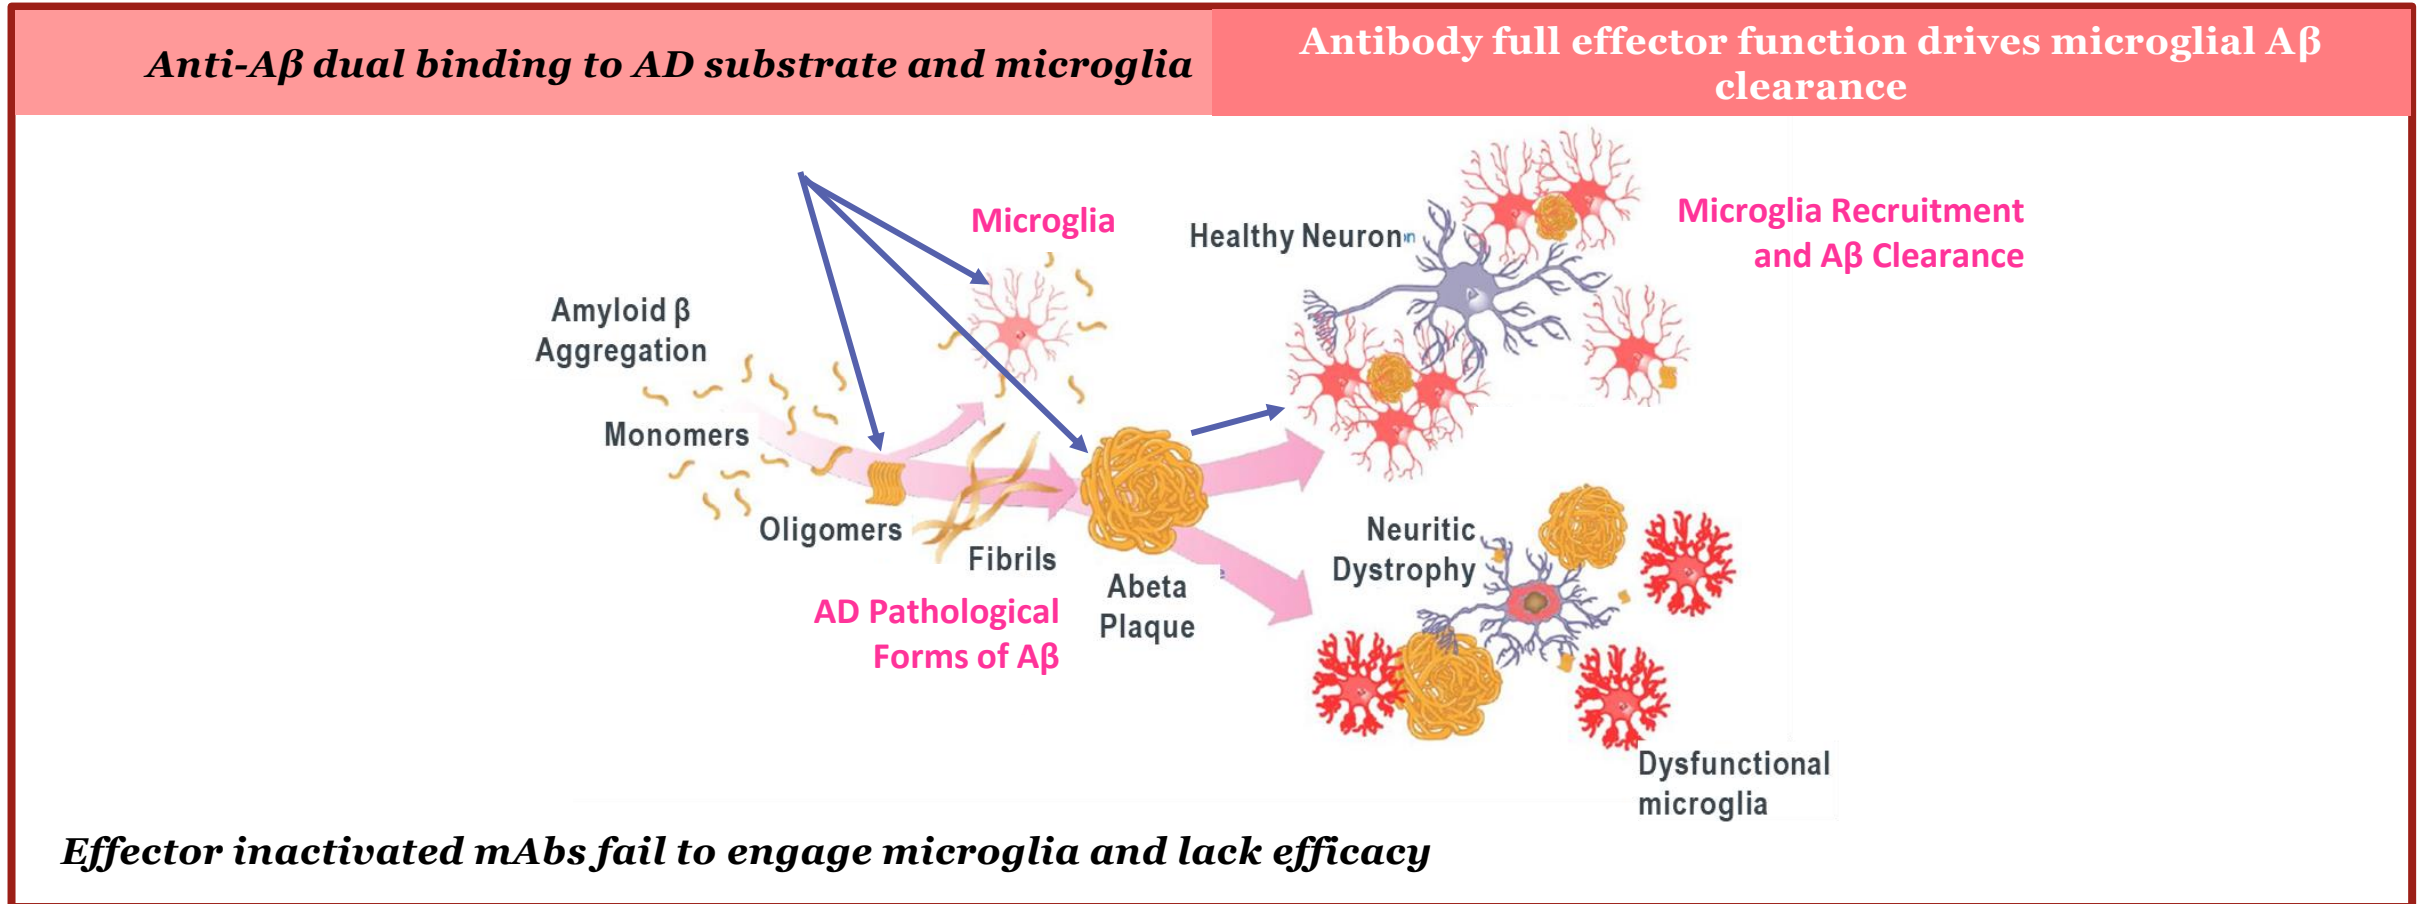 Anti-Aβ dual binding to AD substrate and microglia
Antibody full effector function drives microglial Aβ
clearance
Microglia
Healthy Neuron
Microglia Recruitment
and Aβ Clearance
Amyloid β
Aggregation
Monomers
Oligomers
Fibrils
Abeta
Plaque
AD Pathological
Forms of Aβ
Neuritic
Dystrophy
Dysfunctional
microglia
Effector inactivated mAbs fail to engage microglia and lack efficacy